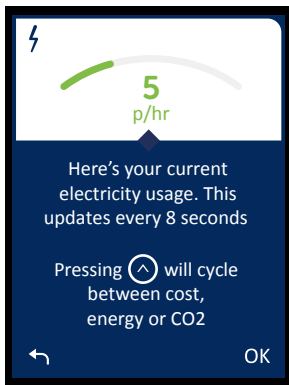 5
p/hr
Here’s your current
electricity usage. This
updates every 8 seconds
Pressing will cycle
between cost,
energy or CO2
OK